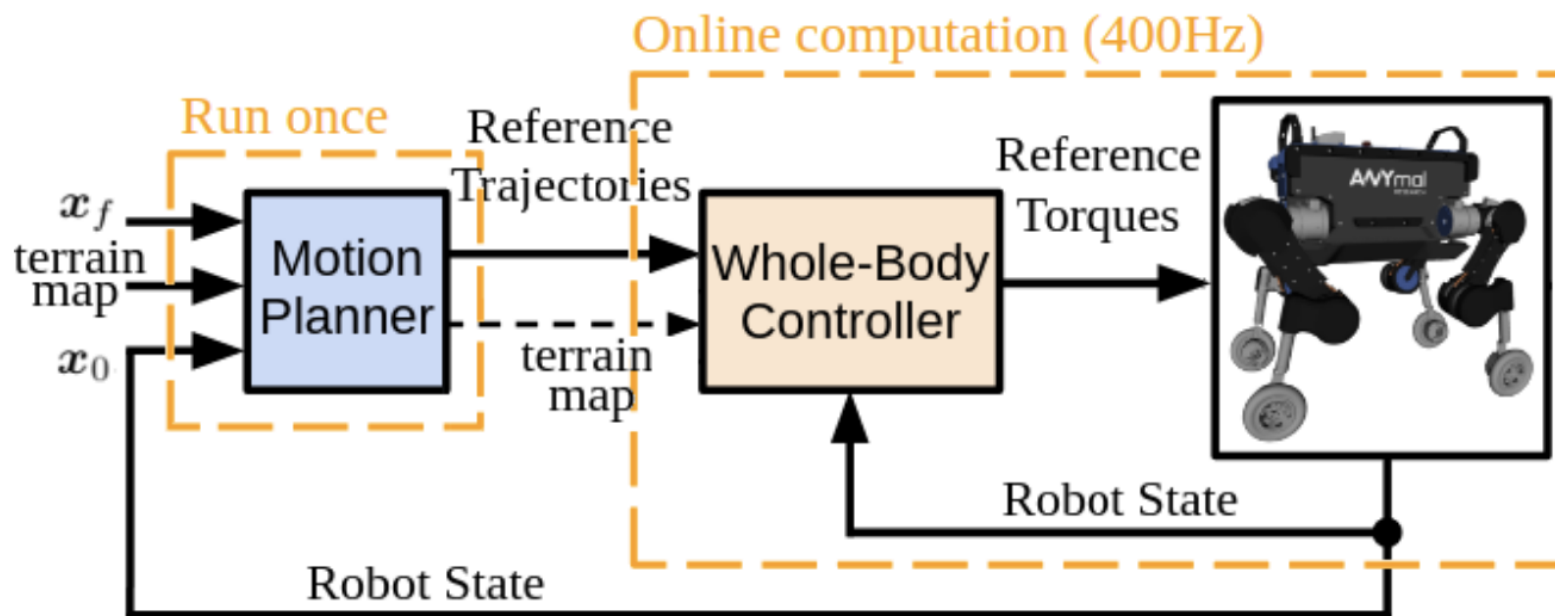 Online computation (400Hz)
Run once
Reference
Trajectories
Reference
Torques
x_f
terrain
map
x_0
Motion
Planner
terrain
map
Whole-Body
Controller
ANYmal
Robot State
Robot State